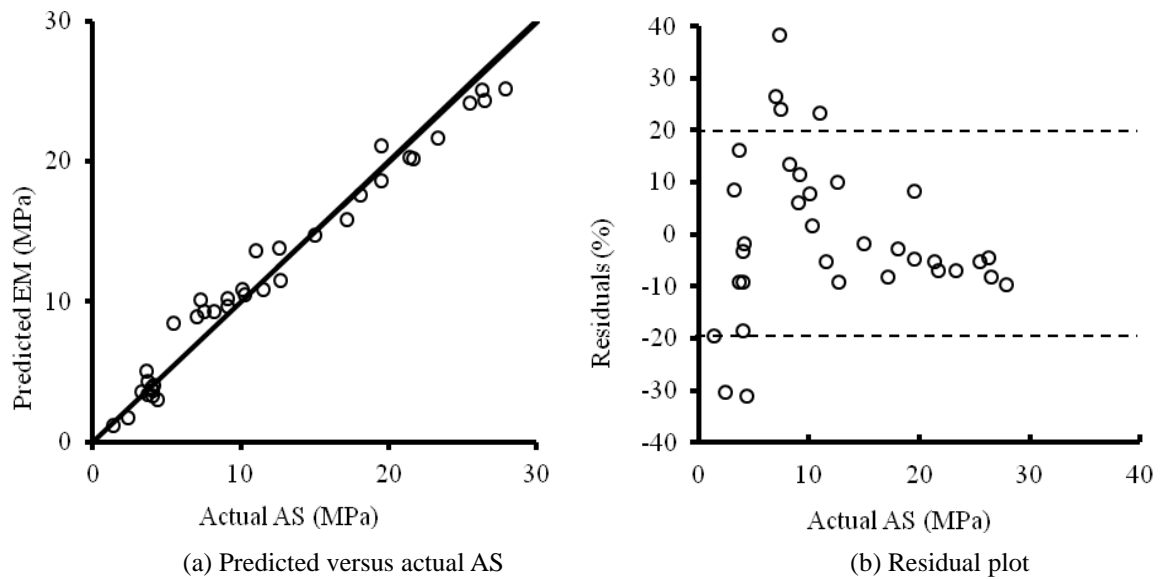 30
20
10
0
0 10 20 30
Predicted EM (MPa)
Actual AS (MPa)
(a) Predicted versus actual AS
40
30
20
10
0
-10
-20
-30
-40
0 10 20 30 40
Residuals (%)
Actual AS (MPa)
(b) Residual plot